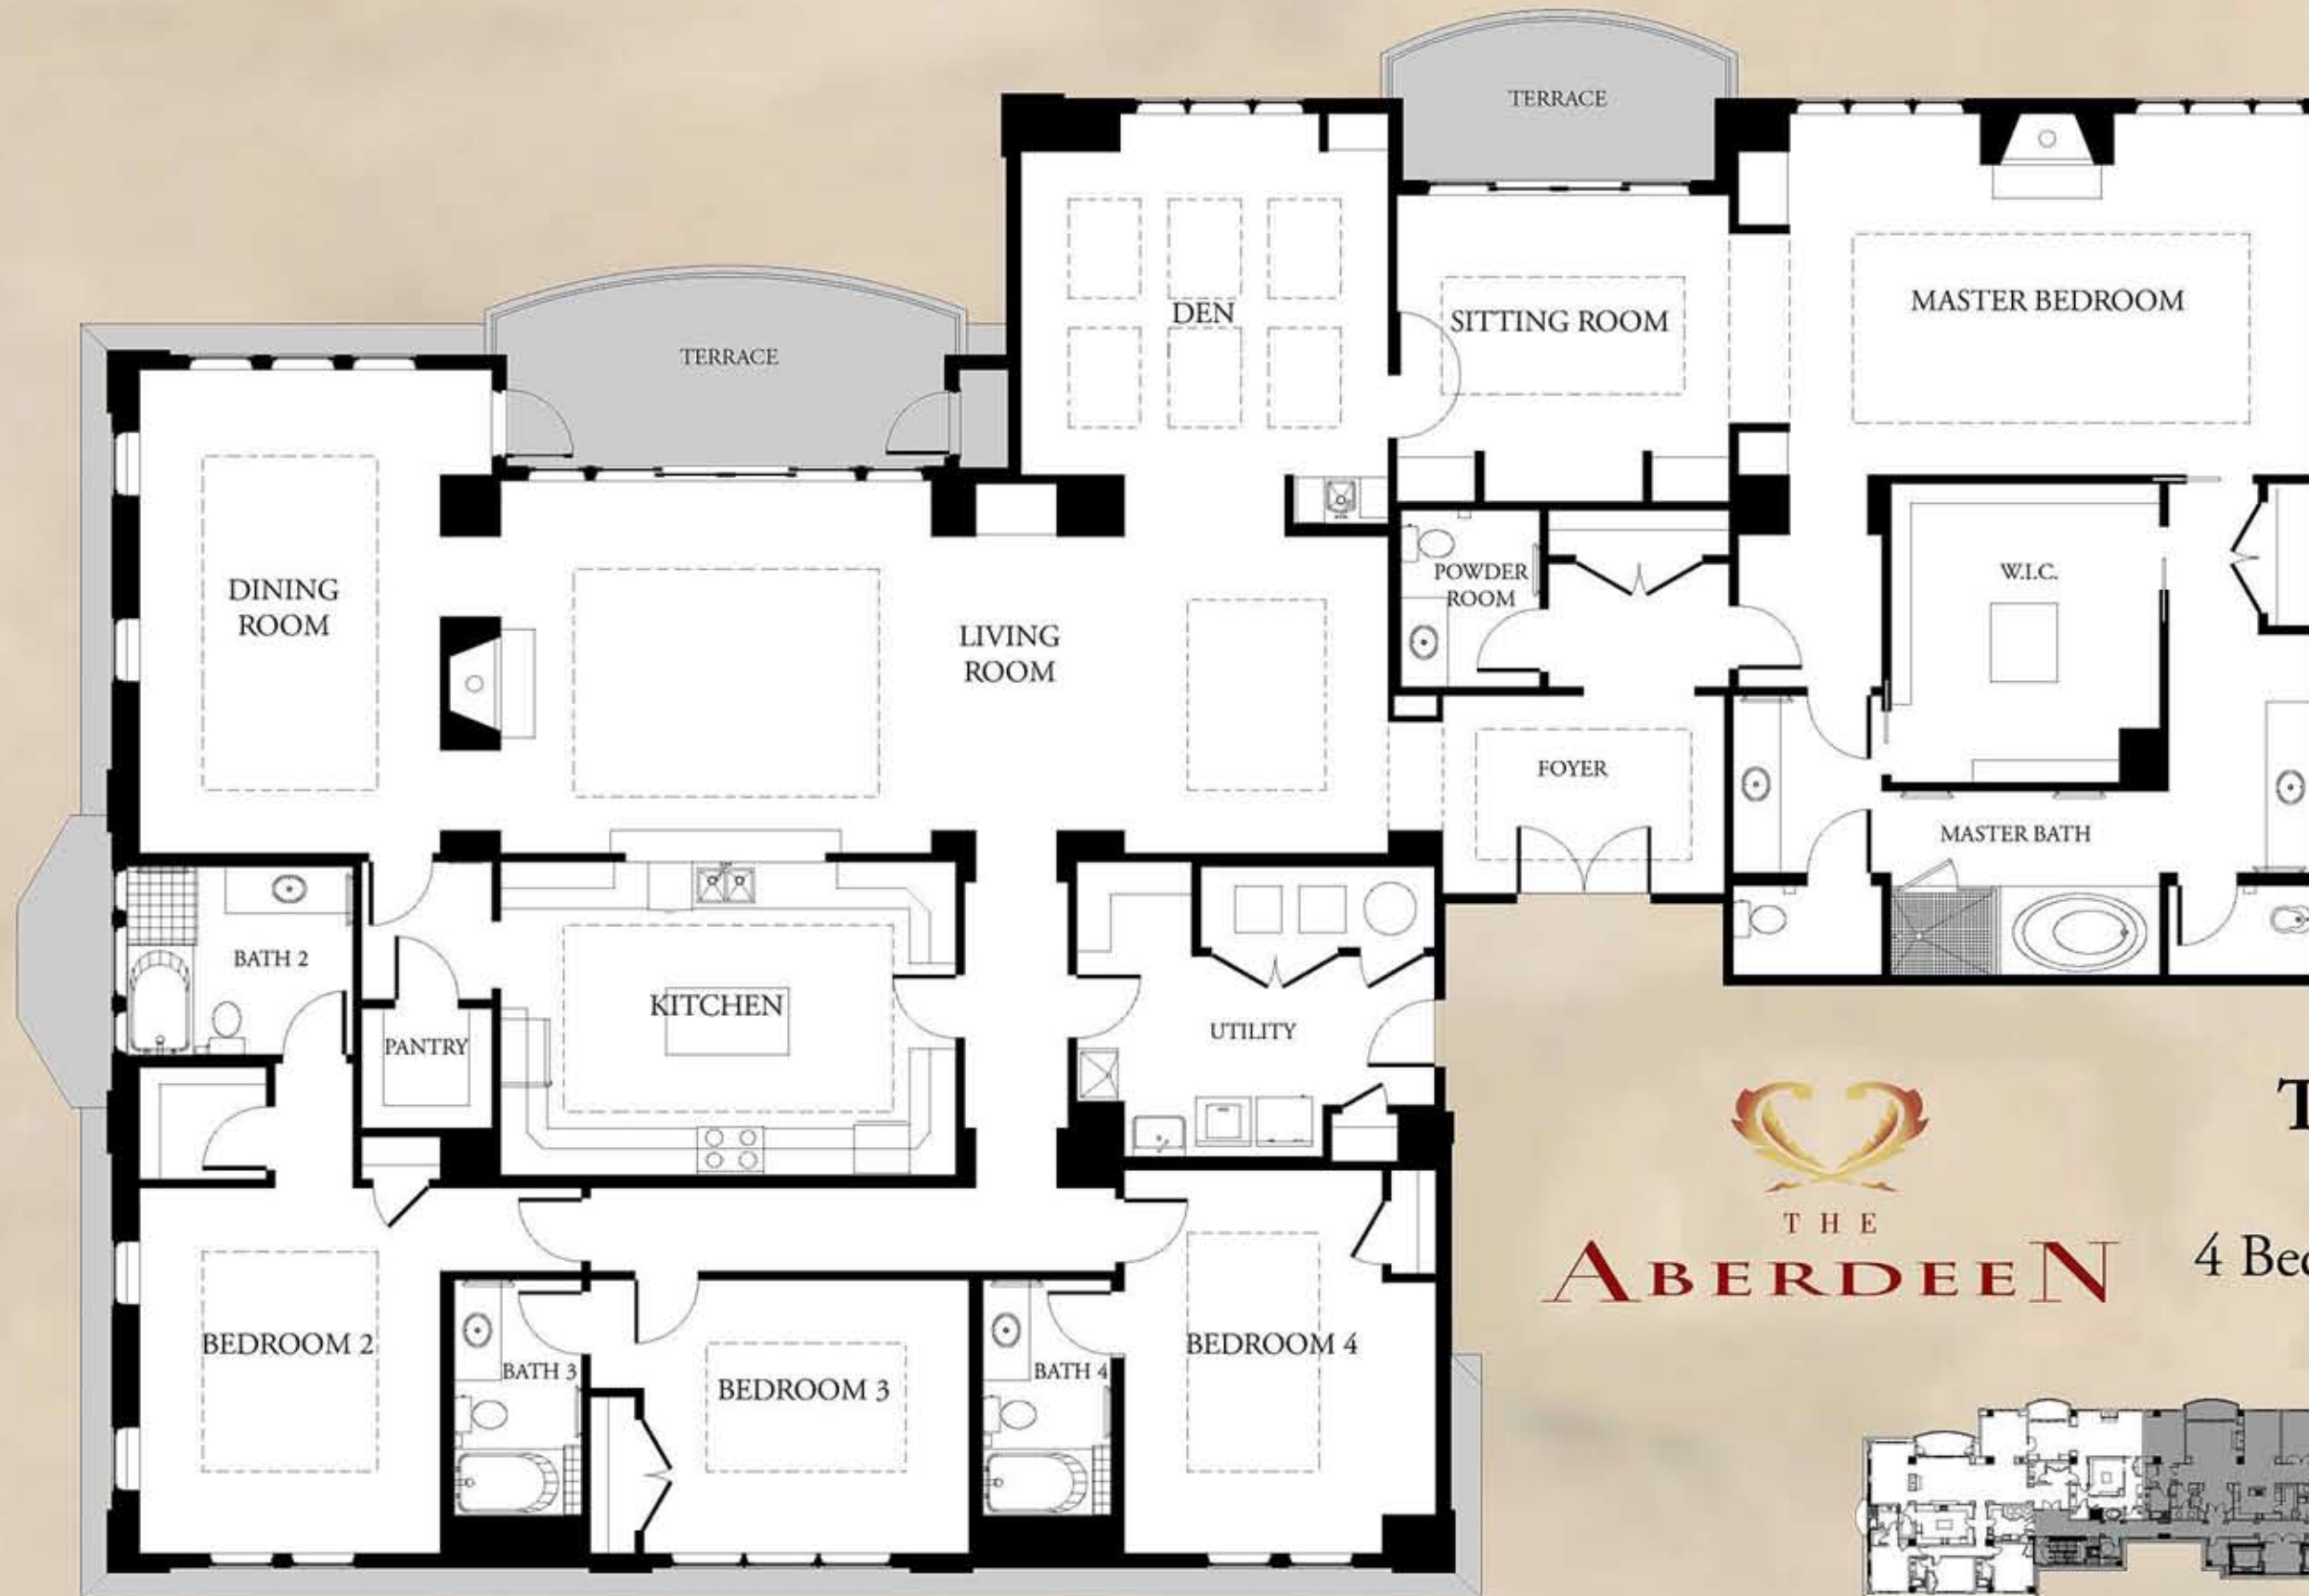 TERRACE
TERRACE
DEN
SITTING ROOM
MASTER BEDROOM
DINING
ROOM
LIVING
ROOM
POWDER
ROOM
W.I.C.
FOYER
MASTER BATH
BATH 2
KITCHEN
PANTRY
UTILITY
BEDROOM 2
BATH 3
BEDROOM 3
BATH 4
BEDROOM 4
THE
ABERDEEN
4